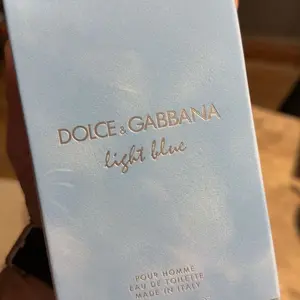 DOLCE & GABBANA
light blue
POUR HOMME
EAU DE TOILETTE
MADE IN ITALY